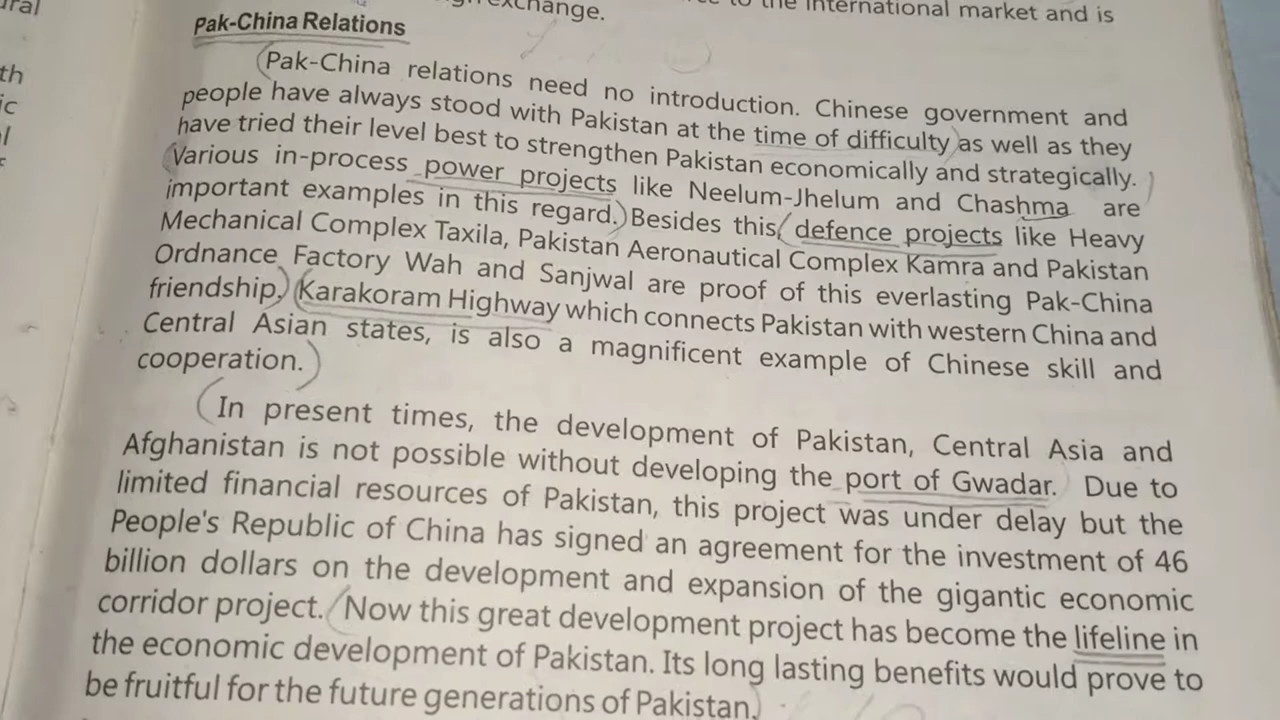 exchange.
to the international market and is
Pak-China Relations
th
ic
Pak-China relations need no introduction. Chinese government and
people have always stood with Pakistan at the time of difficulty as well as they
have tried their level best to strengthen Pakistan economically and strategically.
Various in-process power projects like Neelum-Jhelum and Chashma are
important examples in this regard. Besides this, defence projects like Heavy
Mechanical Complex Taxila, Pakistan Aeronautical Complex Kamra and Pakistan
Ordnance Factory Wah and Sanjwal are proof of this everlasting Pak-China
friendship. Karakoram Highway which connects Pakistan with western China and
Central Asian states, is also a magnificent example of Chinese skill and
cooperation.
In present times, the development of Pakistan, Central Asia and
Afghanistan is not possible without developing the port of Gwadar. Due to
limited financial resources of Pakistan, this project was under delay but the
People's Republic of China has signed an agreement for the investment of 46
billion dollars on the development and expansion of the gigantic economic
corridor project. Now this great development project has become the lifeline in
the economic development of Pakistan. Its long lasting benefits would prove to
be fruitful for the future generations of Pakistan.